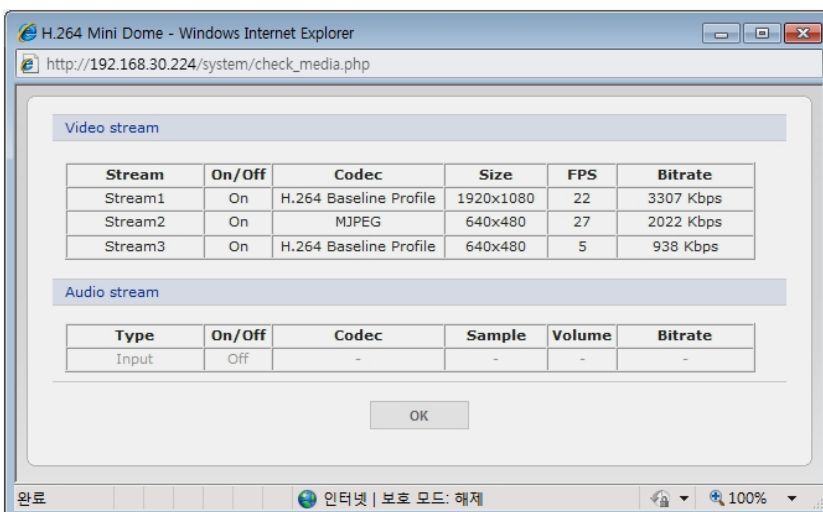 H.264 Mini Dome - Windows Internet Explorer
http://192.168.30.224/system/check_media.php
Video stream
Stream On/Off Codec Size FPS Bitrate
Stream1 On H.264 Baseline Profile 1920x1080 22 3307 Kbps
Stream2 On MJPEG 640x480 27 2022 Kbps
Stream3 On H.264 Baseline Profile 640x480 5 938 Kbps
Audio stream
Type On/Off Codec Sample Volume Bitrate
Input Off - - - -
OK
완료 인터넷 | 보호 모드: 해제 100%